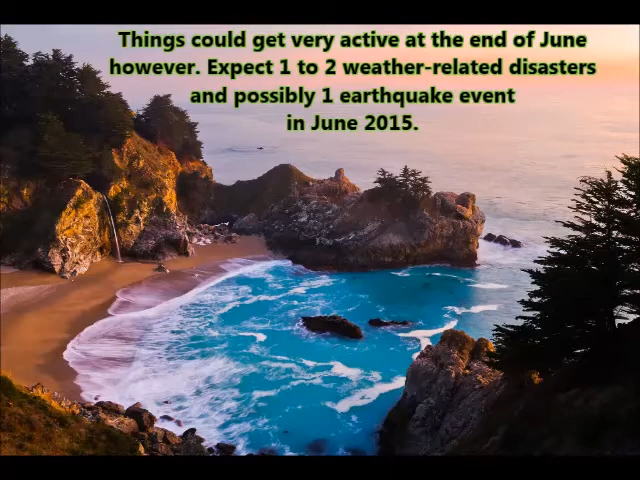 Things could get very active at the end of June
however. Expect 1 to 2 weather-related disasters
and possibly 1 earthquake event
in June 2015.